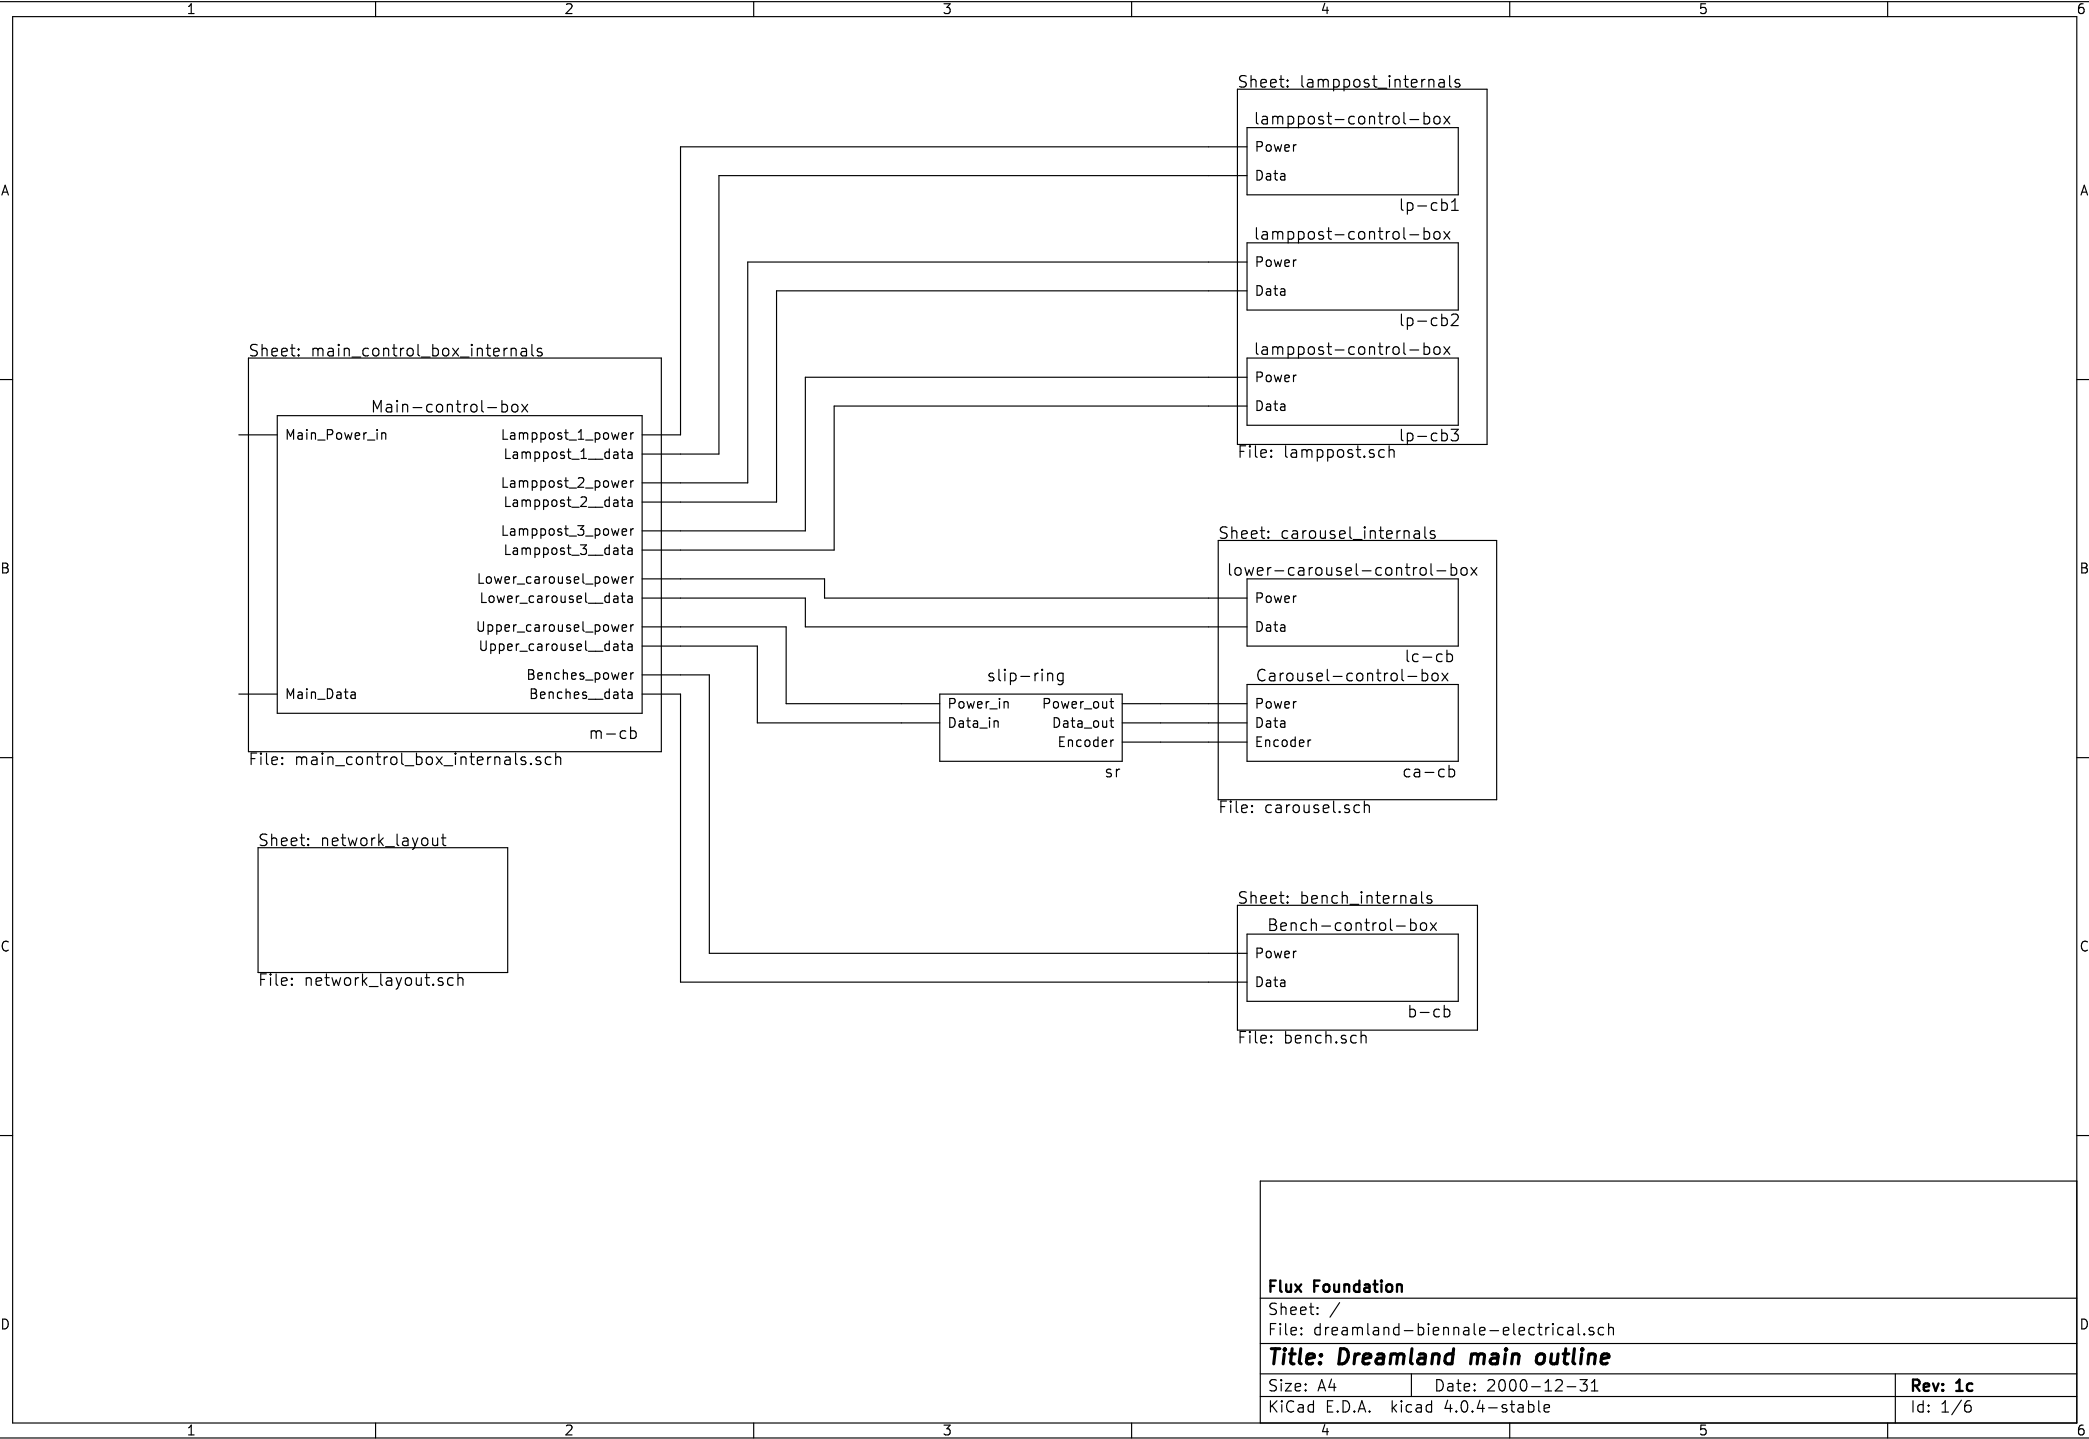 1 2 3 4 5 6
A A
B B
C C
D D
Sheet: lamppost_internals
lamppost-control-box
Power
Data
lp-cb1
lamppost-control-box
Power
Data
lp-cb2
lamppost-control-box
Power
Data
lp-cb3
File: lamppost.sch
Sheet: main_control_box_internals
Main-control-box
Main_Power_in
Main_Data
Lamppost_1_power
Lamppost_1__data
Lamppost_2_power
Lamppost_2__data
Lamppost_3_power
Lamppost_3__data
Lower_carousel_power
Lower_carousel__data
Upper_carousel_power
Upper_carousel__data
Benches_power
Benches__data
m-cb
File: main_control_box_internals.sch
Sheet: carousel_internals
lower-carousel-control-box
Power
Data
lc-cb
slip-ring
Power_in Power_out
Data_in Data_out
Encoder
sr
Carousel-control-box
Power
Data
Encoder
ca-cb
File: carousel.sch
Sheet: network_layout
File: network_layout.sch
Sheet: bench_internals
Bench-control-box
Power
Data
b-cb
File: bench.sch
Flux Foundation
Sheet: /
File: dreamland-biennale-electrical.sch
Title: Dreamland main outline
Size: A4 Date: 2000-12-31 Rev: 1c
KiCad E.D.A. kicad 4.0.4-stable Id: 1/6
1 2 3 4 5 6